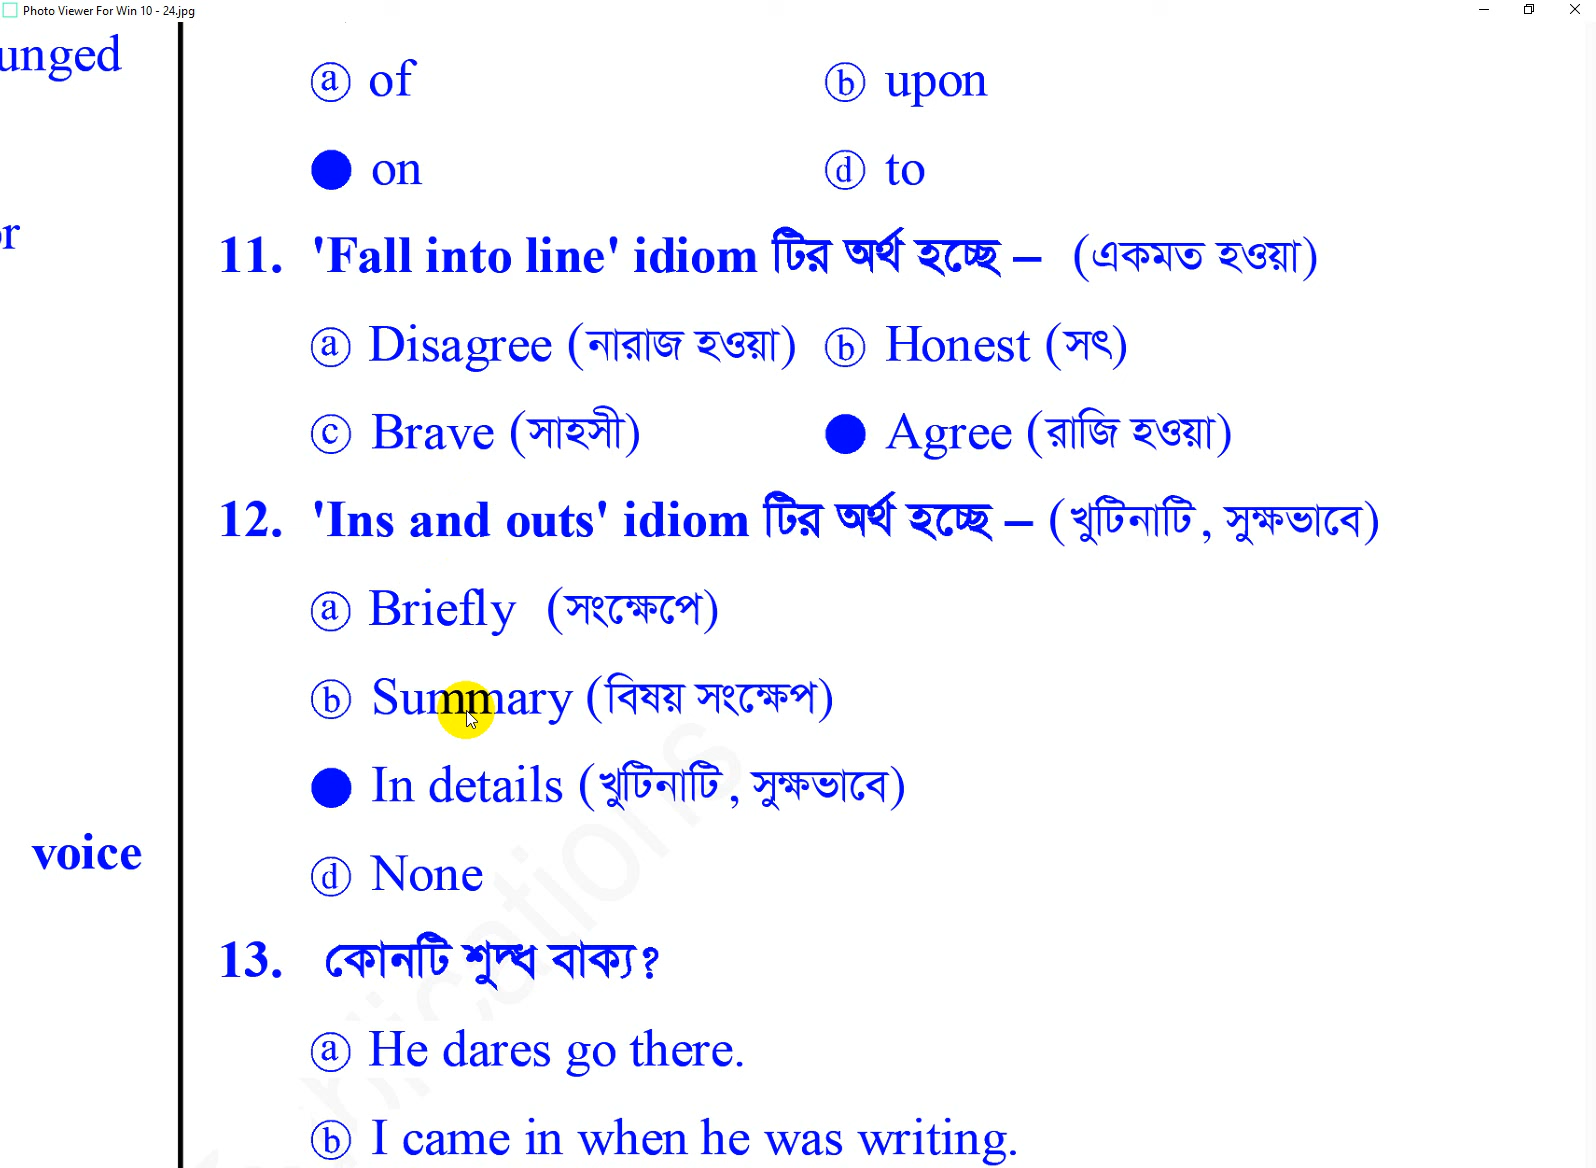 Photo Viewer For Win 10 - 24.jpg
unged
voice
ⓐ of ⓑ upon
● on ⓓ to
11. 'Fall into line' idiom টির অর্থ হচ্ছে – (একমত হওয়া)
ⓐ Disagree (নারাজ হওয়া) ⓑ Honest (সৎ)
ⓒ Brave (সাহসী) ● Agree (রাজি হওয়া)
12. 'Ins and outs' idiom টির অর্থ হচ্ছে – (খুটিনাটি, সুক্ষভাবে)
ⓐ Briefly (সংক্ষেপে)
ⓑ Summary (বিষয় সংক্ষেপ)
● In details (খুটিনাটি, সুক্ষভাবে)
ⓓ None
13. কোনটি শুদ্ধ বাক্য?
ⓐ He dares go there.
ⓑ I came in when he was writing.